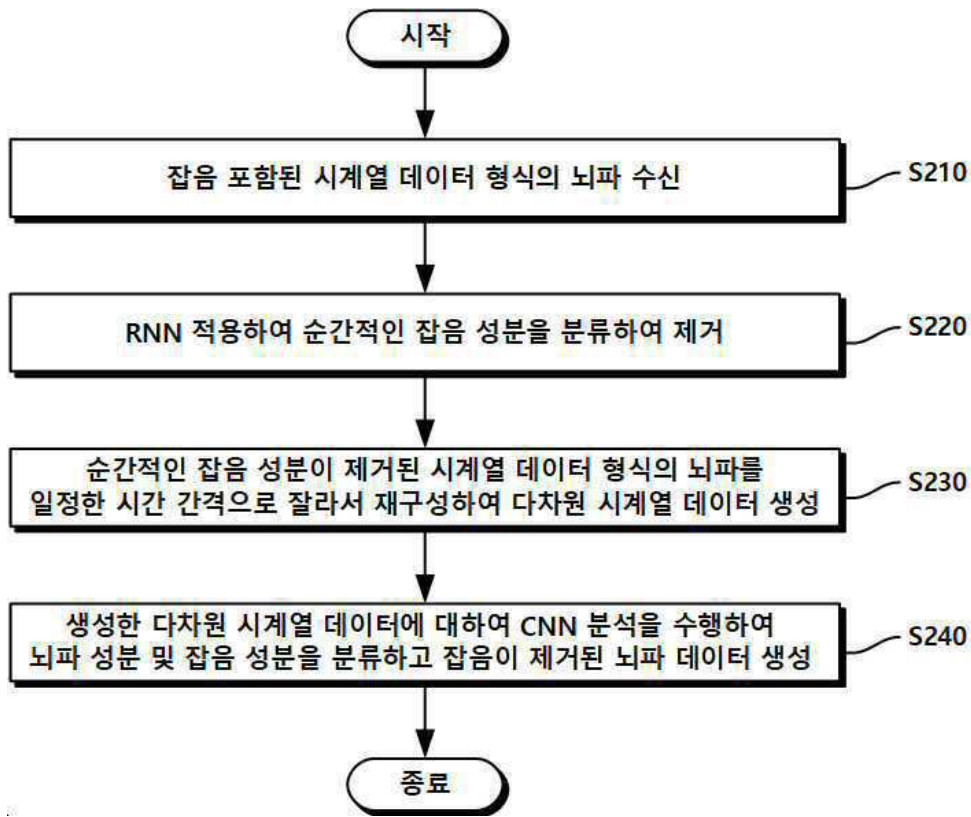 시작
잡음 포함된 시계열 데이터 형식의 뇌파 수신
S210
RNN 적용하여 순간적인 잡음 성분을 분류하여 제거
S220
순간적인 잡음 성분이 제거된 시계열 데이터 형식의 뇌파를
일정한 시간 간격으로 잘라서 재구성하여 다차원 시계열 데이터 생성
S230
생성한 다차원 시계열 데이터에 대하여 CNN 분석을 수행하여
뇌파 성분 및 잡음 성분을 분류하고 잡음이 제거된 뇌파 데이터 생성
S240
종료